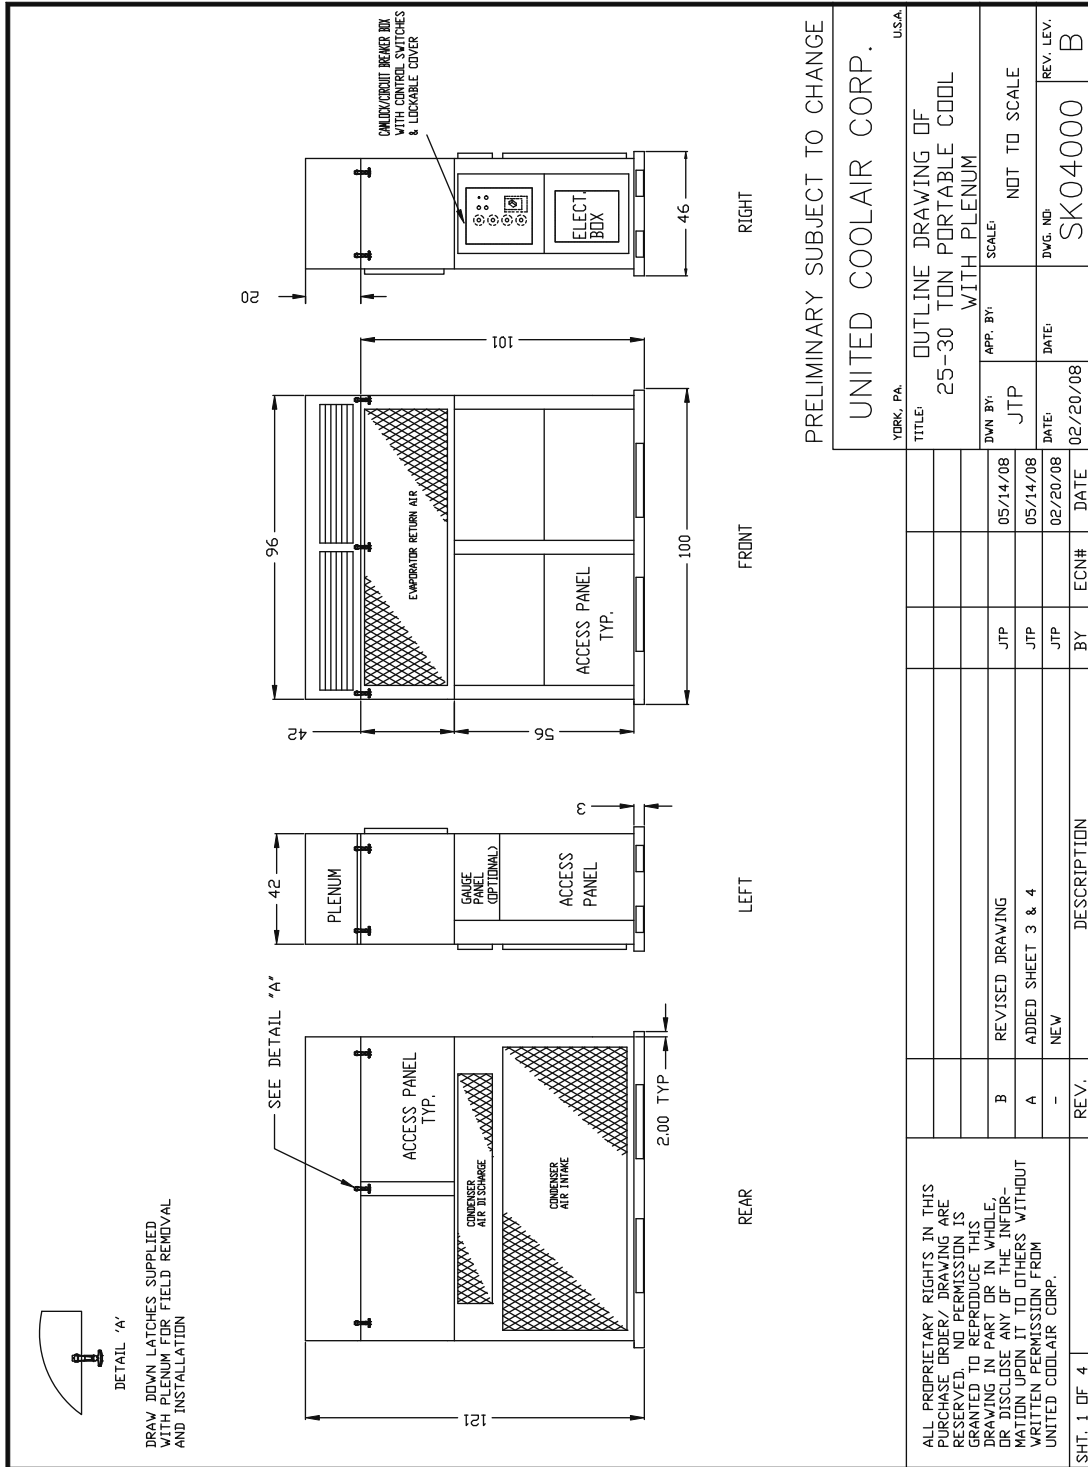 DETAIL 'A'
DRAW DOWN LATCHES SUPPLIED
WITH PLENUM FOR FIELD REMOVAL
AND INSTALLATION
SEE DETAIL "A"
121
ACCESS PANEL
TYP.
CONDENSER
AIR DISCHARGE
CONDENSER
AIR INTAKE
2.00 TYP
REAR
42
PLENUM
GAUGE
PANEL
(OPTIONAL)
ACCESS
PANEL
3
LEFT
96
42
56
101
EVAPORATOR RETURN AIR
ACCESS PANEL
TYP.
100
FRONT
20
CAMLOCK/CIRCUIT BREAKER BOX
WITH CONTROL SWITCHES
& LOCKABLE COVER
ELECT.
BOX
46
RIGHT
PRELIMINARY SUBJECT TO CHANGE
ALL PROPRIETARY RIGHTS IN THIS
PURCHASE ORDER/ DRAWING ARE
RESERVED. NO PERMISSION IS
GRANTED TO REPRODUCE THIS
DRAWING IN PART OR IN WHOLE,
OR DISCLOSE ANY OF THE INFOR-
MATION UPON IT TO OTHERS WITHOUT
WRITTEN PERMISSION FROM
UNITED COOLAIR CORP.
SHT. 1 OF 4
B REVISED DRAWING JTP 05/14/08
A ADDED SHEET 3 & 4 JTP 05/14/08
- NEW JTP 02/20/08
REV. DESCRIPTION BY ECN# DATE
UNITED COOLAIR CORP.
YORK, PA. U.S.A.
TITLE: OUTLINE DRAWING OF
25-30 TON PORTABLE COOL
WITH PLENUM
DWN BY: JTP
APP. BY:
SCALE: NOT TO SCALE
DATE: 02/20/08
DATE:
DWG. NO: SK04000
REV. LEV. B